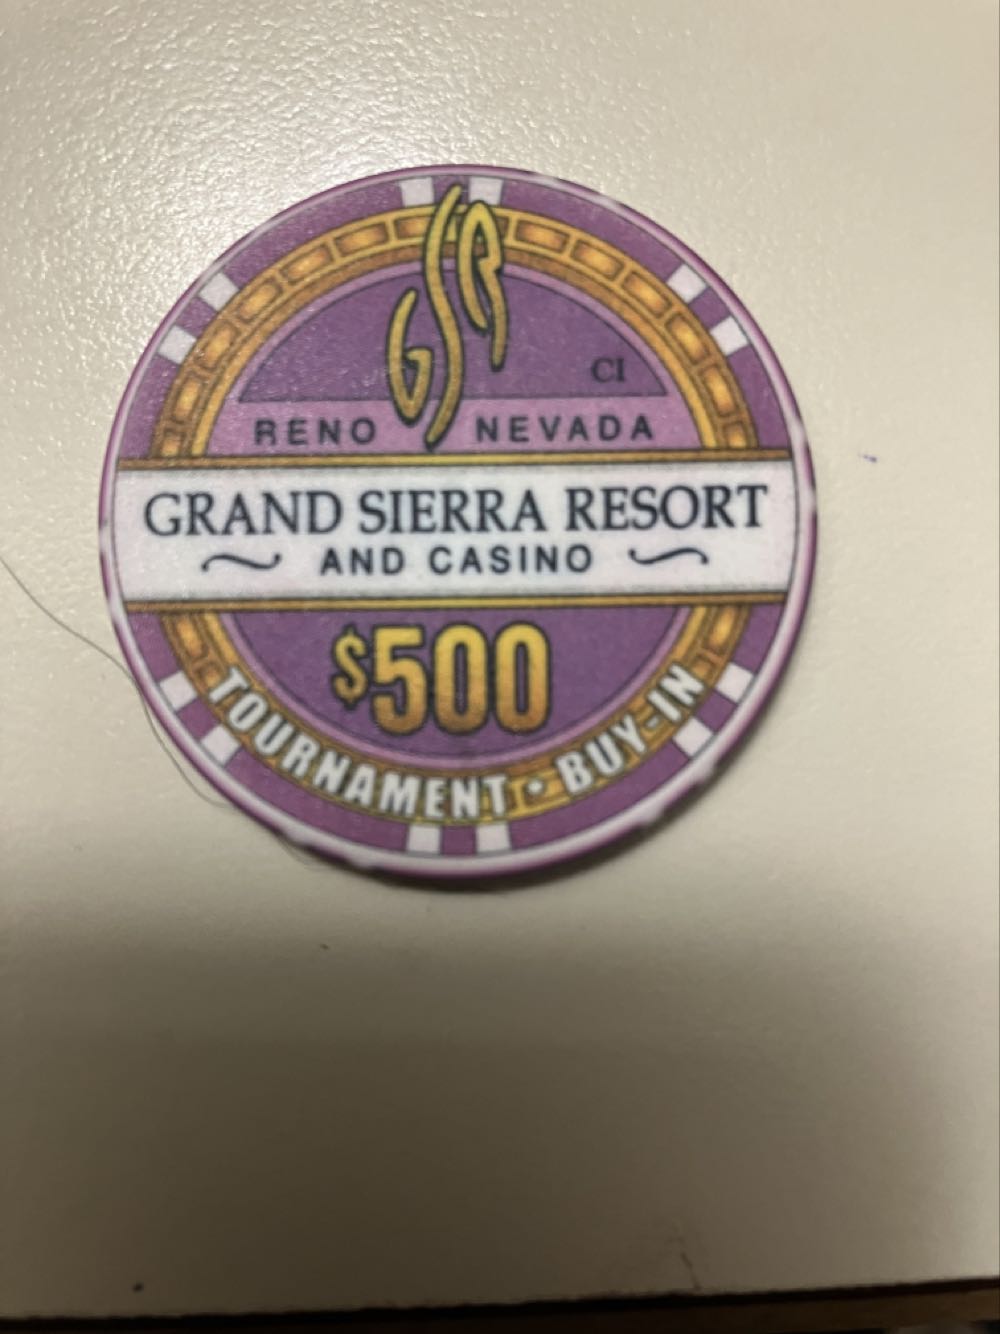 GSR
CI
RENO NEVADA
GRAND SIERRA RESORT
AND CASINO
$500
TOURNAMENT • BUY-IN